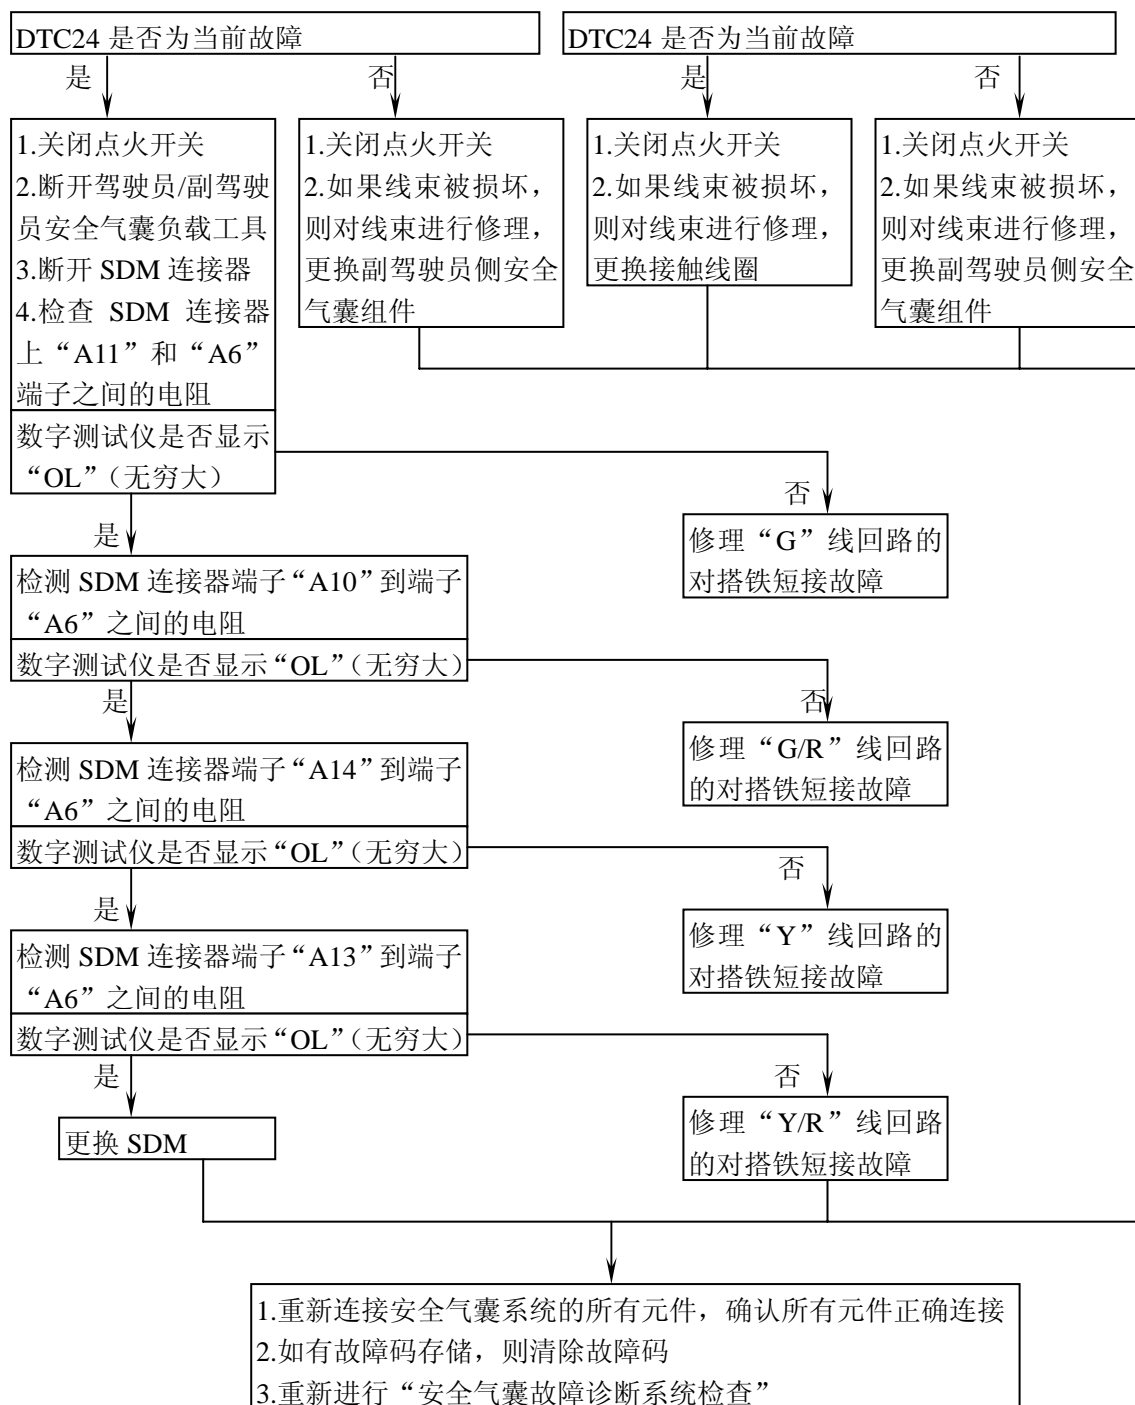 DTC24 是否为当前故障
DTC24 是否为当前故障
是
否
是
否
1.关闭点火开关
2.断开驾驶员/副驾驶
员安全气囊负载工具
3.断开 SDM 连接器
4.检查 SDM 连接器
上“A11”和“A6”
端子之间的电阻
数字测试仪是否显示
“OL”（无穷大）
1.关闭点火开关
2.如果线束被损坏，
则对线束进行修理，
更换副驾驶员侧安全
气囊组件
1.关闭点火开关
2.如果线束被损坏，
则对线束进行修理，
更换接触线圈
1.关闭点火开关
2.如果线束被损坏，
则对线束进行修理，
更换副驾驶员侧安全
气囊组件
否
修理“G”线回路的
对搭铁短接故障
是
检测 SDM 连接器端子“A10”到端子
“A6”之间的电阻
数字测试仪是否显示“OL”（无穷大）
否
修理“G/R”线回路
的对搭铁短接故障
是
检测 SDM 连接器端子“A14”到端子
“A6”之间的电阻
数字测试仪是否显示“OL”（无穷大）
否
修理“Y”线回路的
对搭铁短接故障
是
检测 SDM 连接器端子“A13”到端子
“A6”之间的电阻
数字测试仪是否显示“OL”（无穷大）
否
修理“Y/R”线回路
的对搭铁短接故障
是
更换 SDM
1.重新连接安全气囊系统的所有元件，确认所有元件正确连接
2.如有故障码存储，则清除故障码
3.重新进行“安全气囊故障诊断系统检查”